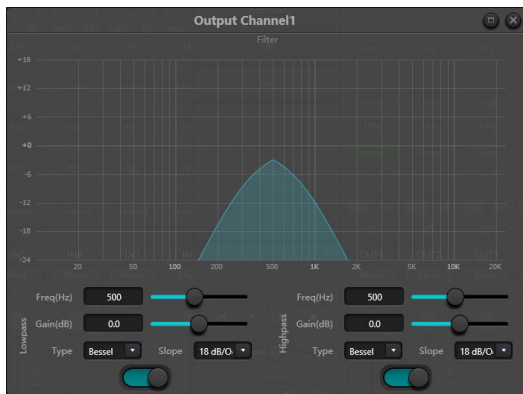 Output Channel1
Filter
+18
+12
+6
+0
-6
-12
-18
-24
20 50 100 200 500 1K 2K 5K 10K 20K
Lowpass
Freq(Hz) 500
Gain(dB) 0.0
Type Bessel Slope 18 dB/O
Highpass
Freq(Hz) 500
Gain(dB) 0.0
Type Bessel Slope 18 dB/O